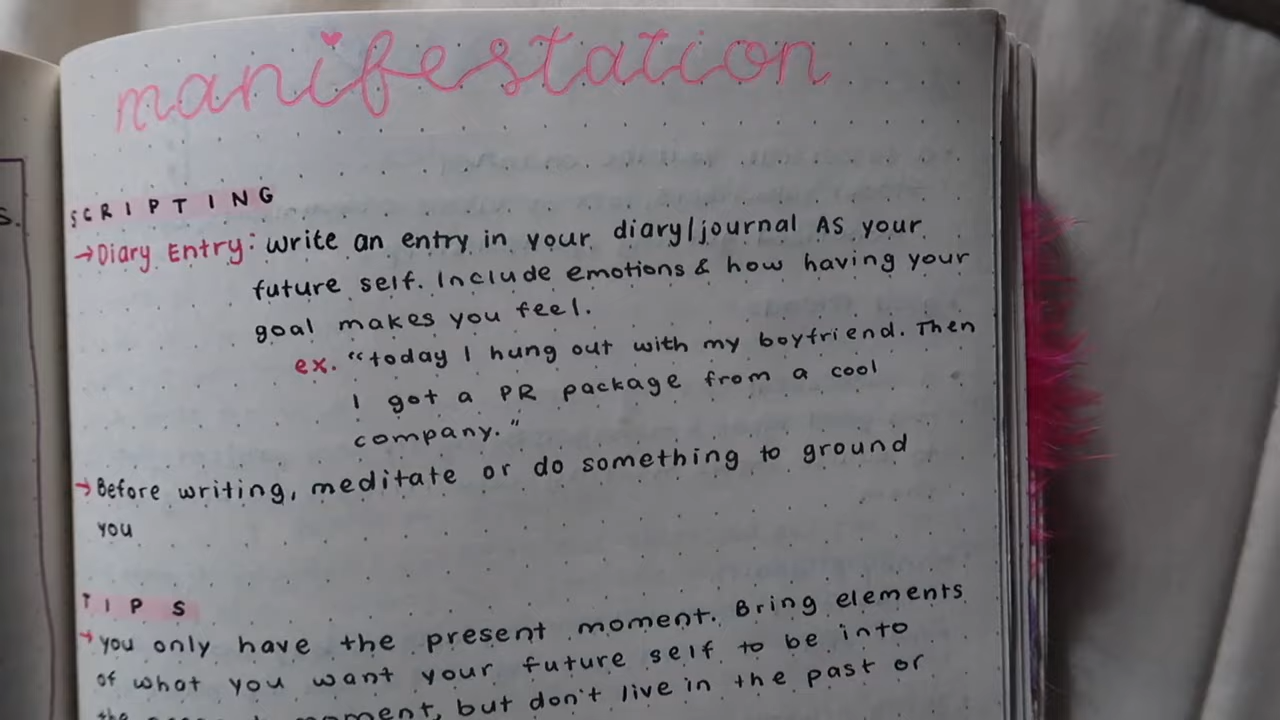 manifestation
s.
SCRIPTING
→Diary Entry: Write an entry in your diary/journal AS your
future self. Include emotions & how having your
goal makes you feel.
ex. "today I hung out with my boyfriend. Then
I got a PR package from a cool
company."
→Before writing, meditate or do something to ground
you
TIPS
→you only have the present moment. Bring elements
of what you want your future self to be into
the moment, but don't live in the past or